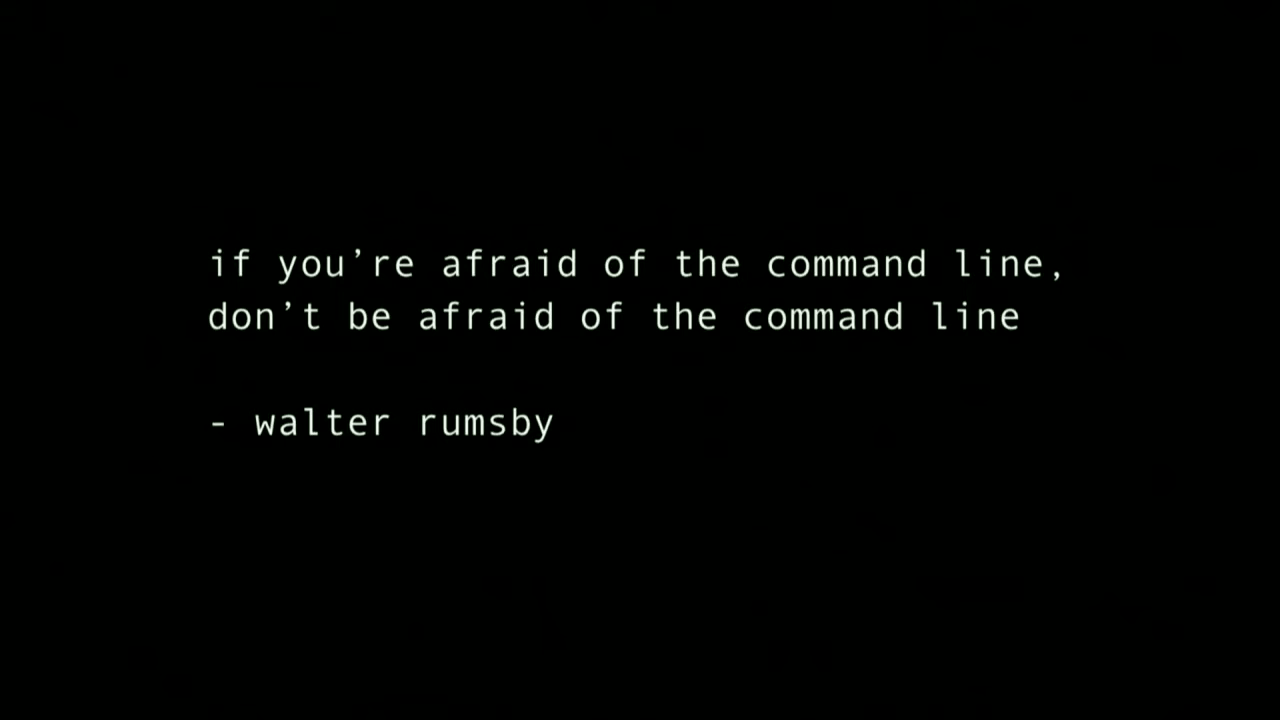 if you’re afraid of the command line,
don’t be afraid of the command line
- walter rumsby